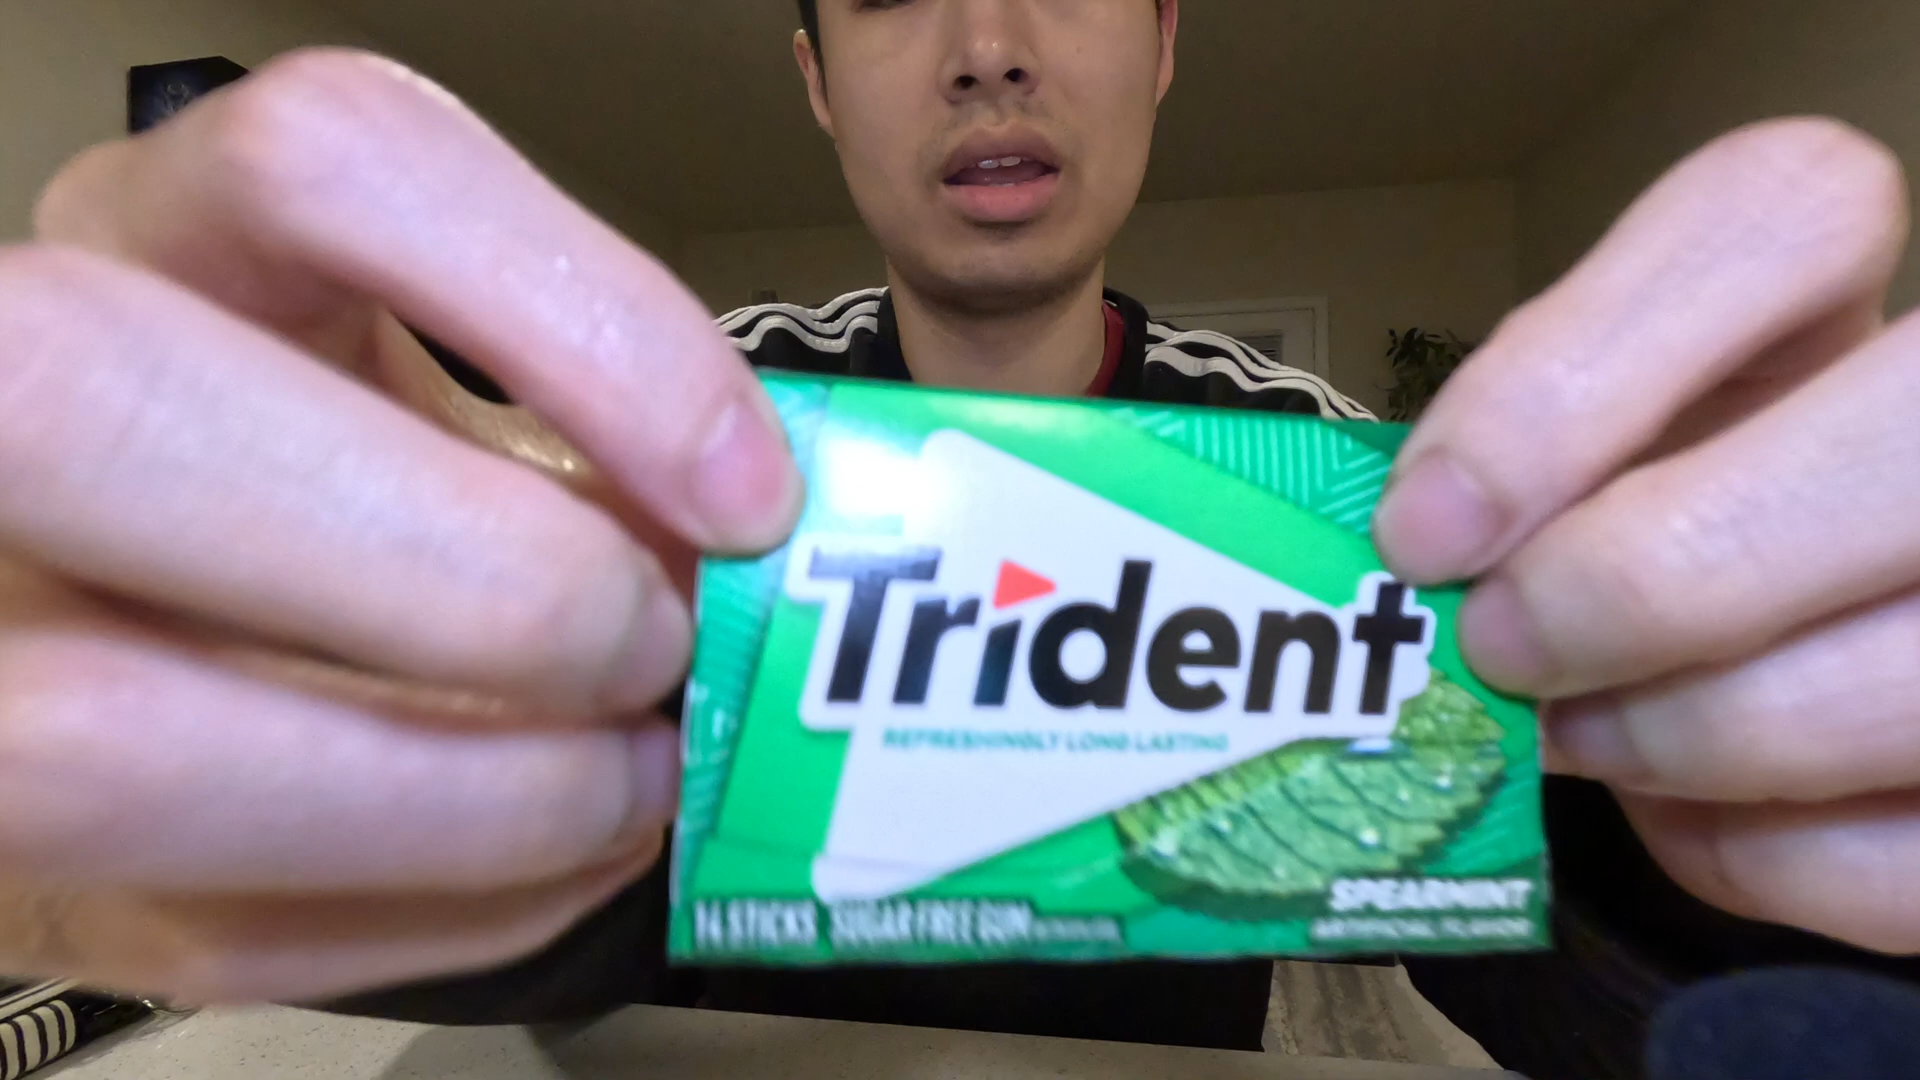 Trident
REFRESHINGLY LONG LASTING
SPEARMINT
ARTIFICIAL FLAVOR
14 STICKS SUGAR FREE GUM